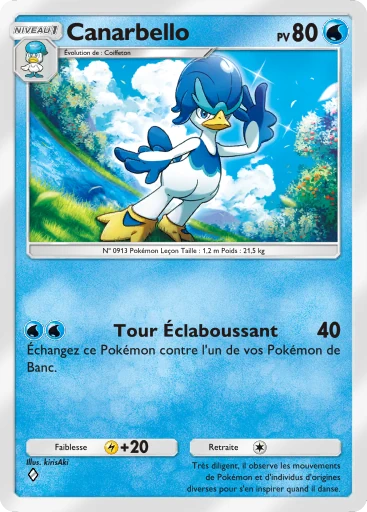 NIVEAU 1
Canarbello
PV 80
Évolution de : Coiffeton
N° 0913 Pokémon Leçon Taille : 1,2 m Poids : 21,5 kg
Tour Éclaboussant 40
Échangez ce Pokémon contre l'un de vos Pokémon de
Banc.
Faiblesse +20
Retraite
Illus. kirisAki
Très diligent, il observe les mouvements
de Pokémon et d'individus d'origines
diverses pour s'en inspirer quand il danse.